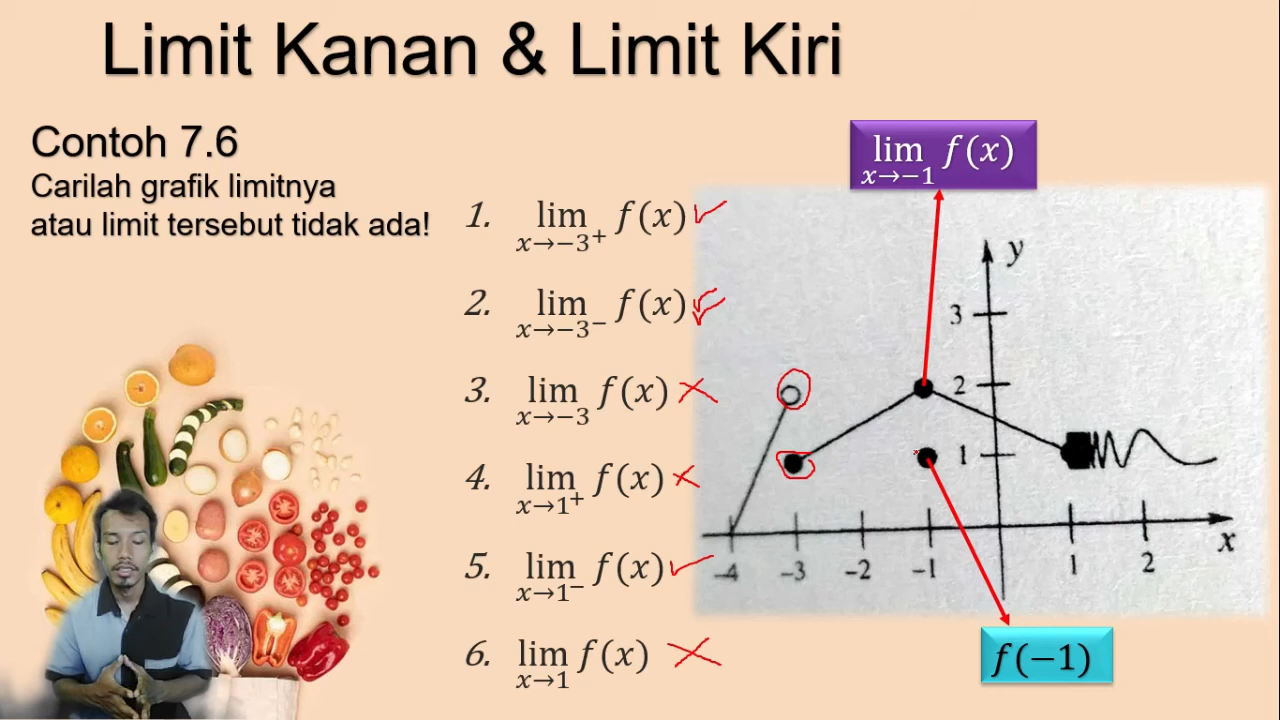 Limit Kanan & Limit Kiri
Contoh 7.6
Carilah grafik limitnya
atau limit tersebut tidak ada!
1. lim f(x)
x→−3⁺
2. lim f(x)
x→−3⁻
3. lim f(x)
x→−3
4. lim f(x)
x→1⁺
5. lim f(x)
x→1⁻
6. lim f(x)
x→1
lim f(x)
x→−1
y
3
2
1
-4 -3 -2 -1 1 2 x
f(−1)